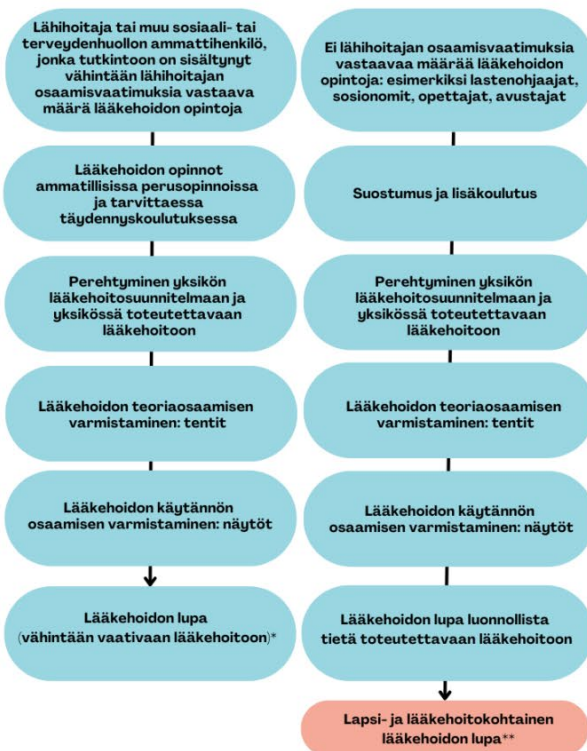 Lähihoitaja tai muu sosiaali- tai
terveydenhuollon ammattihenkilö,
jonka tutkintoon on sisältynyt
vähintään lähihoitajan
osaamisvaatimuksia vastaava
määrä lääkehoidon opintoja
Lääkehoidon opinnot
ammatillisissa perusopinnoissa
ja tarvittaessa
täydennyskoulutuksessa
Perehtyminen yksikön
lääkehoitosuunnitelmaan ja
yksikössä toteutettavaan
lääkehoitoon
Lääkehoidon teoriaosaamisen
varmistaminen: tentit
Lääkehoidon käytännön
osaamisen varmistaminen: näytöt
Lääkehoidon lupa
(vähintään vaativaan lääkehoitoon)*
Ei lähihoitajan osaamisvaatimuksia
vastaavaa määrää lääkehoidon
opintoja: esimerkiksi lastenohjaajat,
sosionomit, opettajat, avustajat
Suostumus ja lisäkoulutus
Perehtyminen yksikön
lääkehoitosuunnitelmaan ja
yksikössä toteutettavaan
lääkehoitoon
Lääkehoidon teoriaosaamisen
varmistaminen: tentit
Lääkehoidon käytännön
osaamisen varmistaminen: näytöt
Lääkehoidon lupa luonnollista
tietä toteutettavaan lääkehoitoon
Lapsi- ja lääkehoitokohtainen
lääkehoidon lupa**